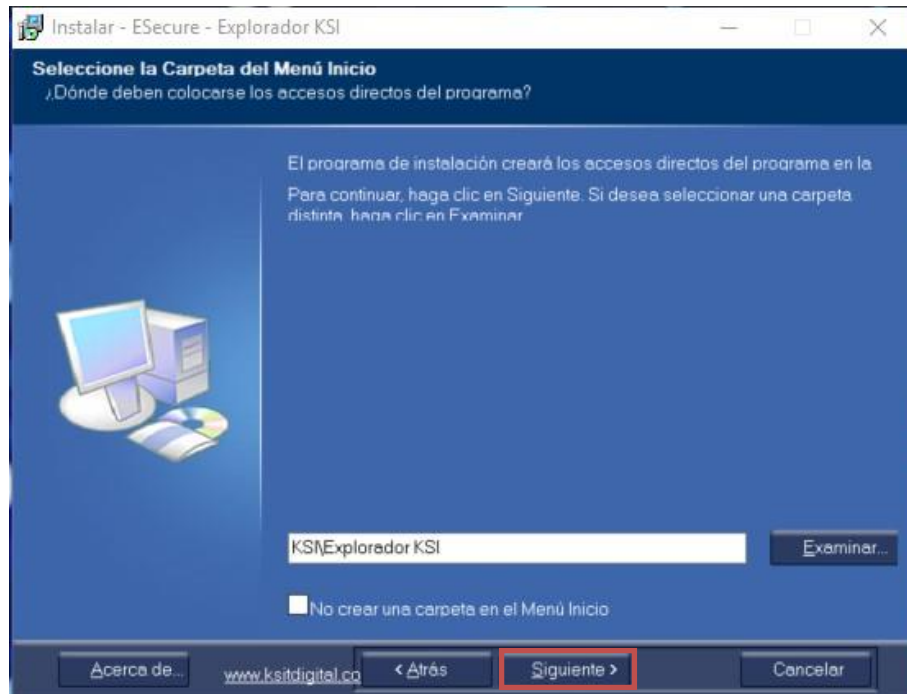 Instalar - ESecure - Explorador KSI
Seleccione la Carpeta del Menú Inicio
¿Dónde deben colocarse los accesos directos del programa?
El programa de instalación creará los accesos directos del programa en la
Para continuar, haga clic en Siguiente. Si desea seleccionar una carpeta
distinta, haga clic en Examinar
KSI\Explorador KSI
Examinar...
No crear una carpeta en el Menú Inicio
Acerca de...
www.ksitdigital.co
< Atrás
Siguiente >
Cancelar